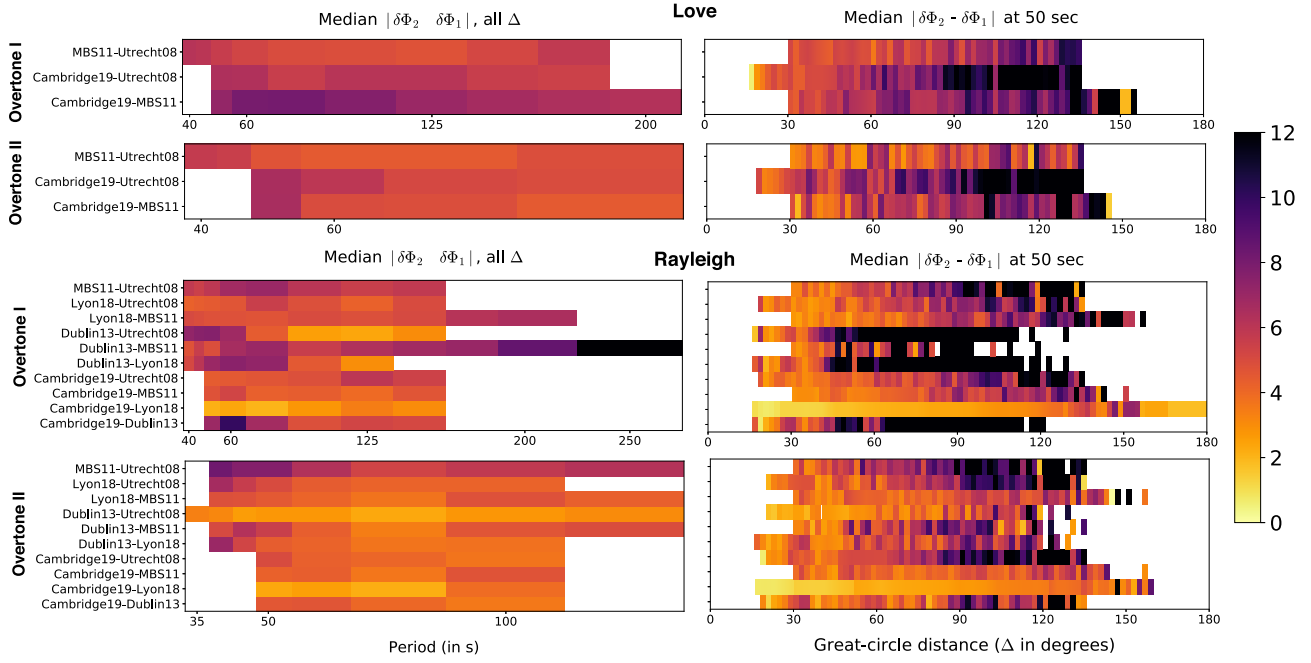 Love
Median |δΦ₂ δΦ₁| , all Δ
Median |δΦ₂ - δΦ₁| at 50 sec
Overtone I
MBS11-Utrecht08
Cambridge19-Utrecht08
Cambridge19-MBS11
40 60 125 200
0 30 60 90 120 150 180
Overtone II
MBS11-Utrecht08
Cambridge19-Utrecht08
Cambridge19-MBS11
40 60
0 30 60 90 120 150 180
Rayleigh
Median |δΦ₂ δΦ₁| , all Δ
Median |δΦ₂ - δΦ₁| at 50 sec
Overtone I
MBS11-Utrecht08
Lyon18-Utrecht08
Lyon18-MBS11
Dublin13-Utrecht08
Dublin13-MBS11
Dublin13-Lyon18
Cambridge19-Utrecht08
Cambridge19-MBS11
Cambridge19-Lyon18
Cambridge19-Dublin13
40 60 125 200 250
0 30 60 90 120 150 180
Overtone II
MBS11-Utrecht08
Lyon18-Utrecht08
Lyon18-MBS11
Dublin13-Utrecht08
Dublin13-MBS11
Dublin13-Lyon18
Cambridge19-Utrecht08
Cambridge19-MBS11
Cambridge19-Lyon18
Cambridge19-Dublin13
35 50 100
0 30 60 90 120 150 180
Period (in s)
Great-circle distance (Δ in degrees)
12
10
8
6
4
2
0